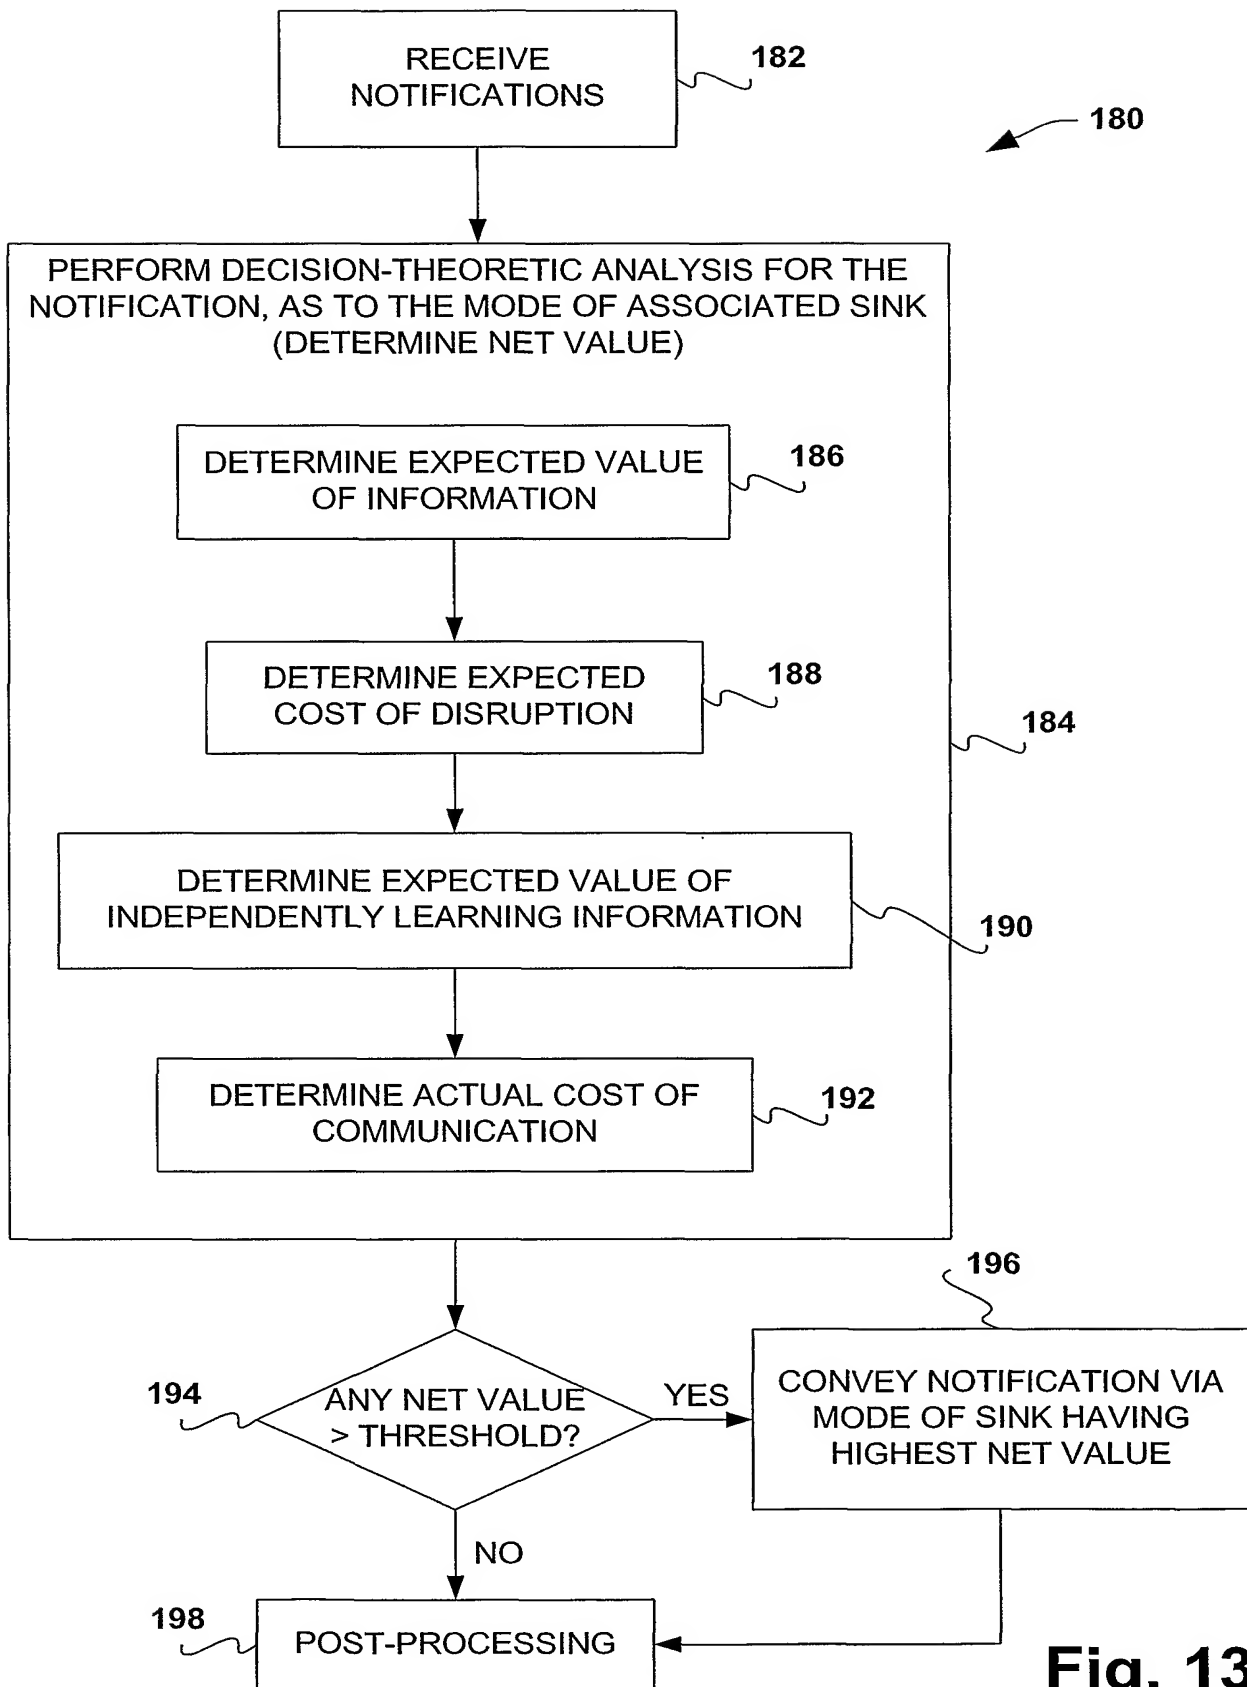 RECEIVE
NOTIFICATIONS
182
180
PERFORM DECISION-THEORETIC ANALYSIS FOR THE
NOTIFICATION, AS TO THE MODE OF ASSOCIATED SINK
(DETERMINE NET VALUE)
DETERMINE EXPECTED VALUE
OF INFORMATION
186
DETERMINE EXPECTED
COST OF DISRUPTION
188
184
DETERMINE EXPECTED VALUE OF
INDEPENDENTLY LEARNING INFORMATION
190
DETERMINE ACTUAL COST OF
COMMUNICATION
192
196
194
ANY NET VALUE
> THRESHOLD?
YES
CONVEY NOTIFICATION VIA
MODE OF SINK HAVING
HIGHEST NET VALUE
NO
198
POST-PROCESSING
Fig. 13